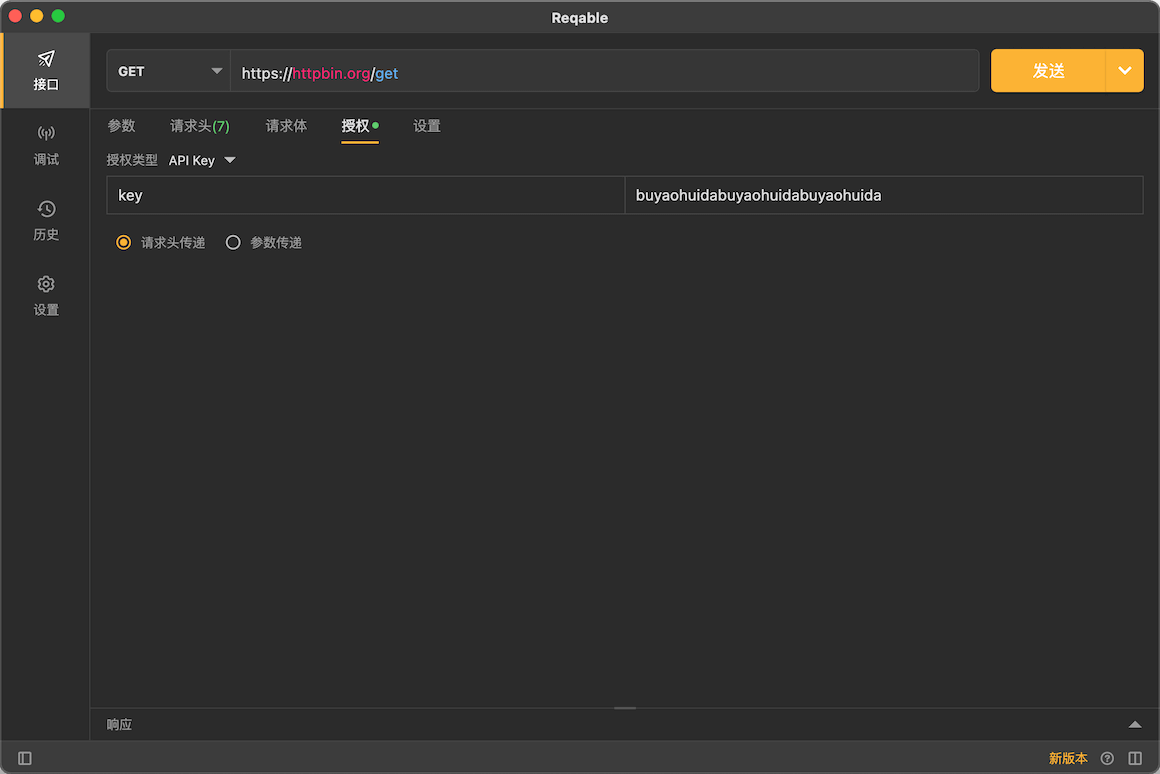 Reqable
接口
调试
历史
设置
GET
https://httpbin.org/get
发送
参数 请求头(7) 请求体 授权 设置
授权类型 API Key
key
buyaohuidabuyaohuidabuyaohuida
请求头传递 参数传递
响应
新版本